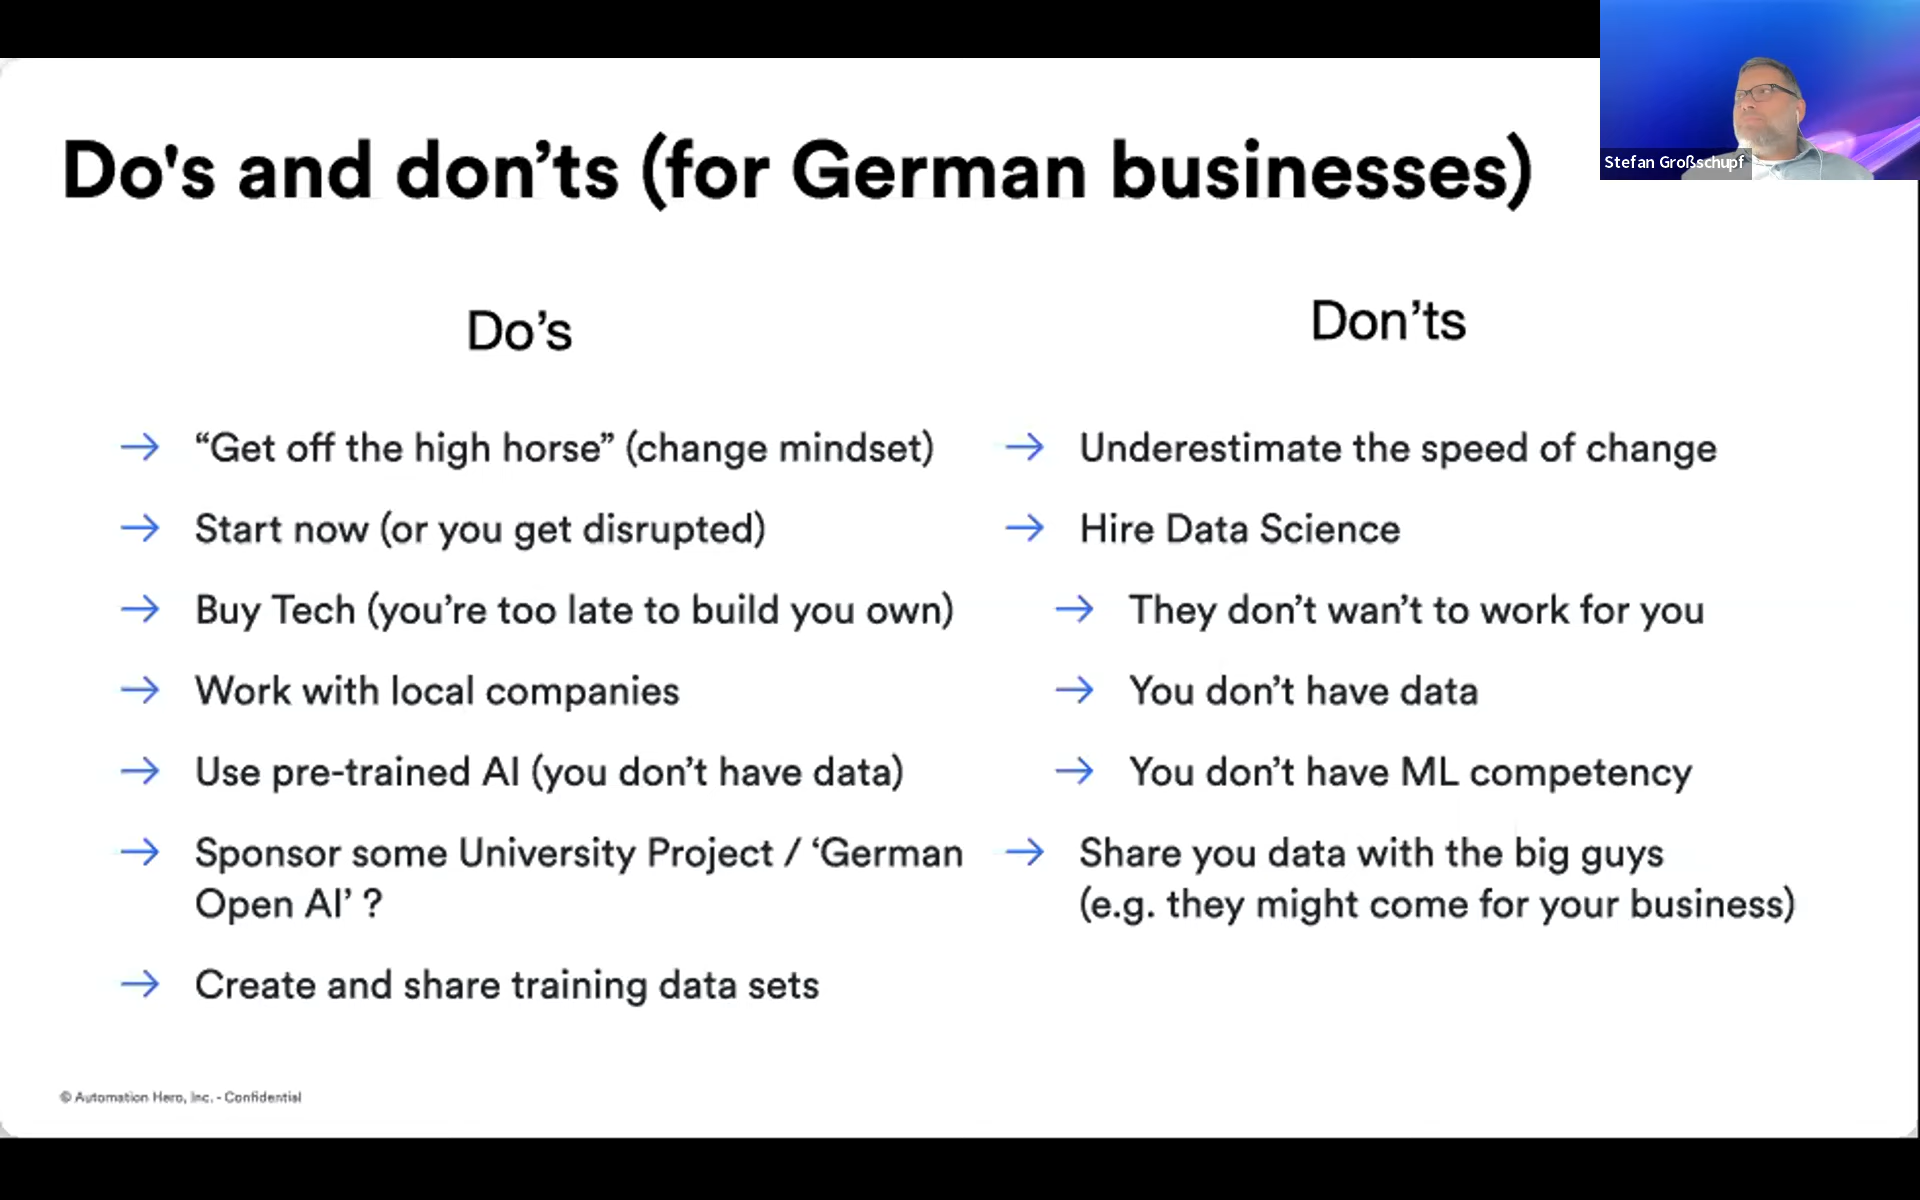 Stefan Großschupf
Do's and don’ts (for German businesses)
Do’s
“Get off the high horse” (change mindset)
Start now (or you get disrupted)
Buy Tech (you’re too late to build you own)
Work with local companies
Use pre-trained AI (you don’t have data)
Sponsor some University Project / ‘German
Open AI’ ?
Create and share training data sets
Don’ts
Underestimate the speed of change
Hire Data Science
They don’t wan’t to work for you
You don’t have data
You don’t have ML competency
Share you data with the big guys
(e.g. they might come for your business)
© Automation Hero, Inc. - Confidential